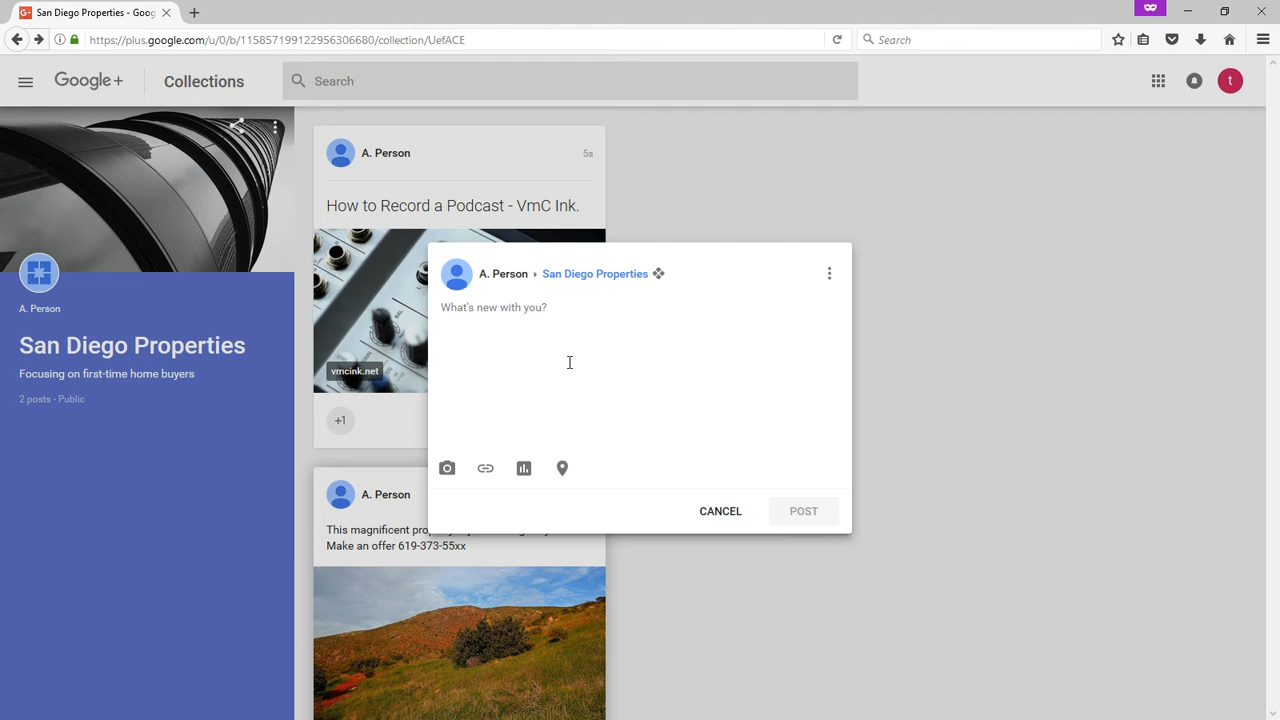 San Diego Properties - Goog
https://plus.google.com/u/0/b/115857199122956306680/collection/UefACE
Search
Google+
Collections
Search
t
A. Person
San Diego Properties
Focusing on first-time home buyers
2 posts - Public
A. Person
5s
How to Record a Podcast - VmC Ink.
vmcink.net
+1
A. Person
This magnificent
Make an offer 619-373-55xx
A. Person › San Diego Properties
What's new with you?
CANCEL
POST